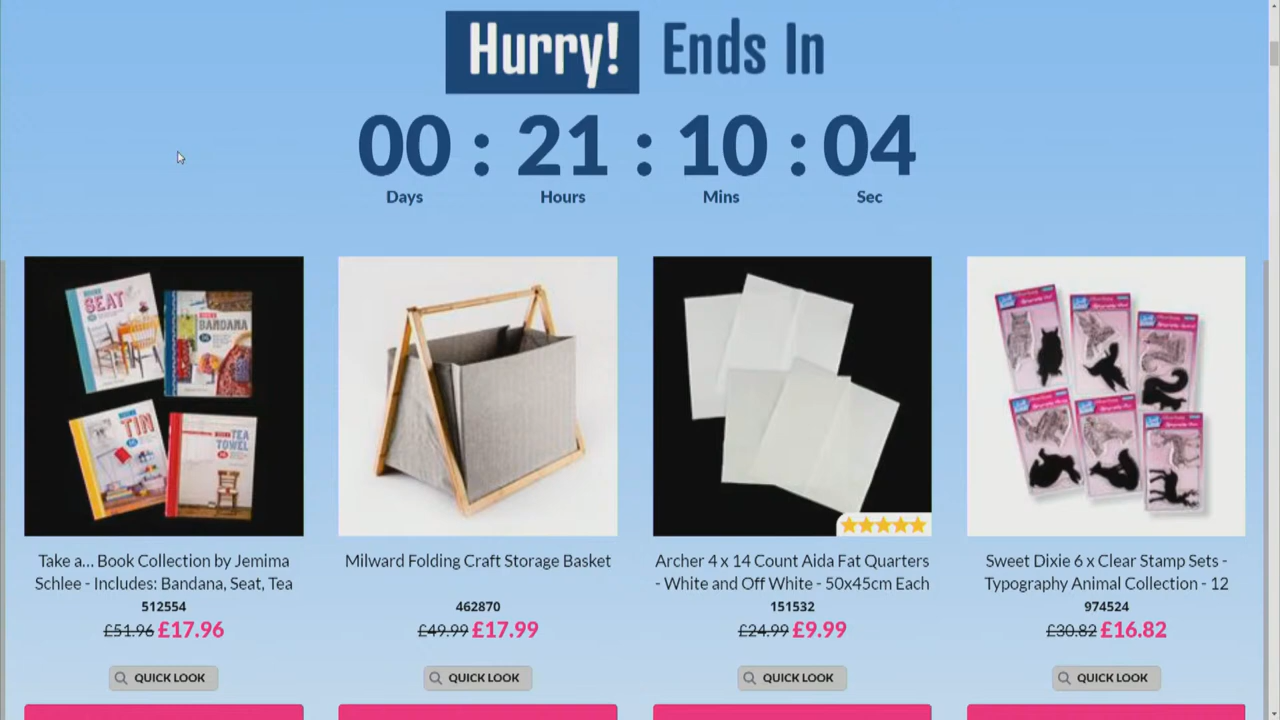 Hurry! Ends In
00 : 21 : 10 : 04
Days Hours Mins Sec
SEAT
BANDANA
TIN
TEA
TOWEL
Take a... Book Collection by Jemima
Schlee - Includes: Bandana, Seat, Tea
512554
£51.96 £17.96
QUICK LOOK
Milward Folding Craft Storage Basket
462870
£49.99 £17.99
QUICK LOOK
Archer 4 x 14 Count Aida Fat Quarters
- White and Off White - 50x45cm Each
151532
£24.99 £9.99
QUICK LOOK
Sweet Dixie 6 x Clear Stamp Sets -
Typography Animal Collection - 12
974524
£30.82 £16.82
QUICK LOOK